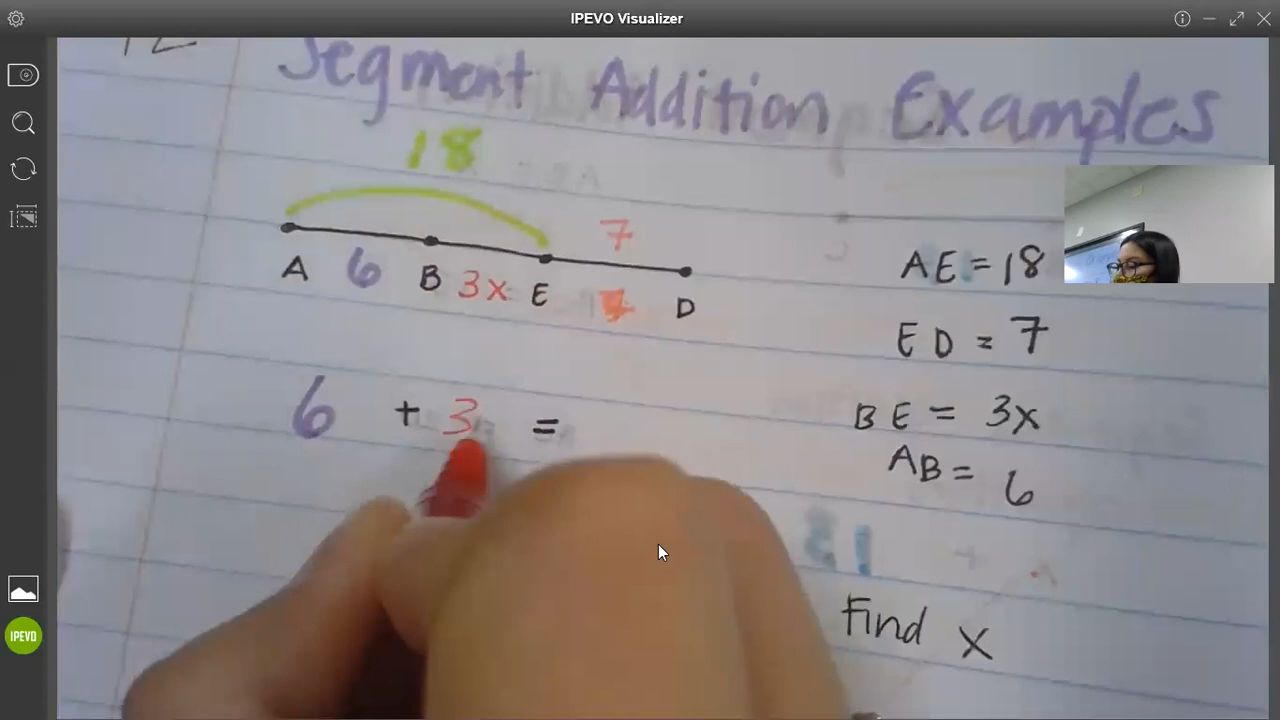 IPEVO Visualizer
Segment Addition Examples
18
7
A 6 B 3x E D
AE = 18
ED = 7
BE = 3x
AB = 6
6 + 3 =
Find x
IPEVO